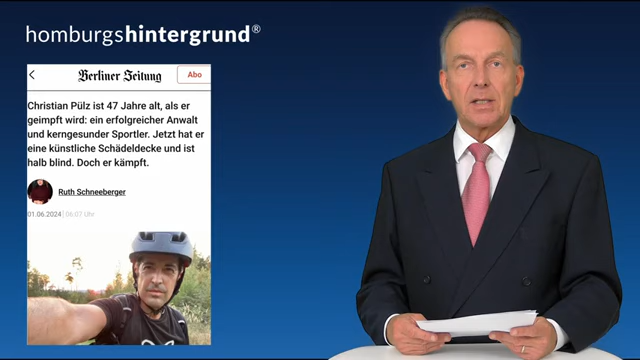 homburgshintergrund®
Berliner Zeitung
Abo
Christian Pülz ist 47 Jahre alt, als er
geimpft wird: ein erfolgreicher Anwalt
und kerngesunder Sportler. Jetzt hat er
eine künstliche Schädeldecke und ist
halb blind. Doch er kämpft.
Ruth Schneeberger
01.06.2024 | 06:07 Uhr